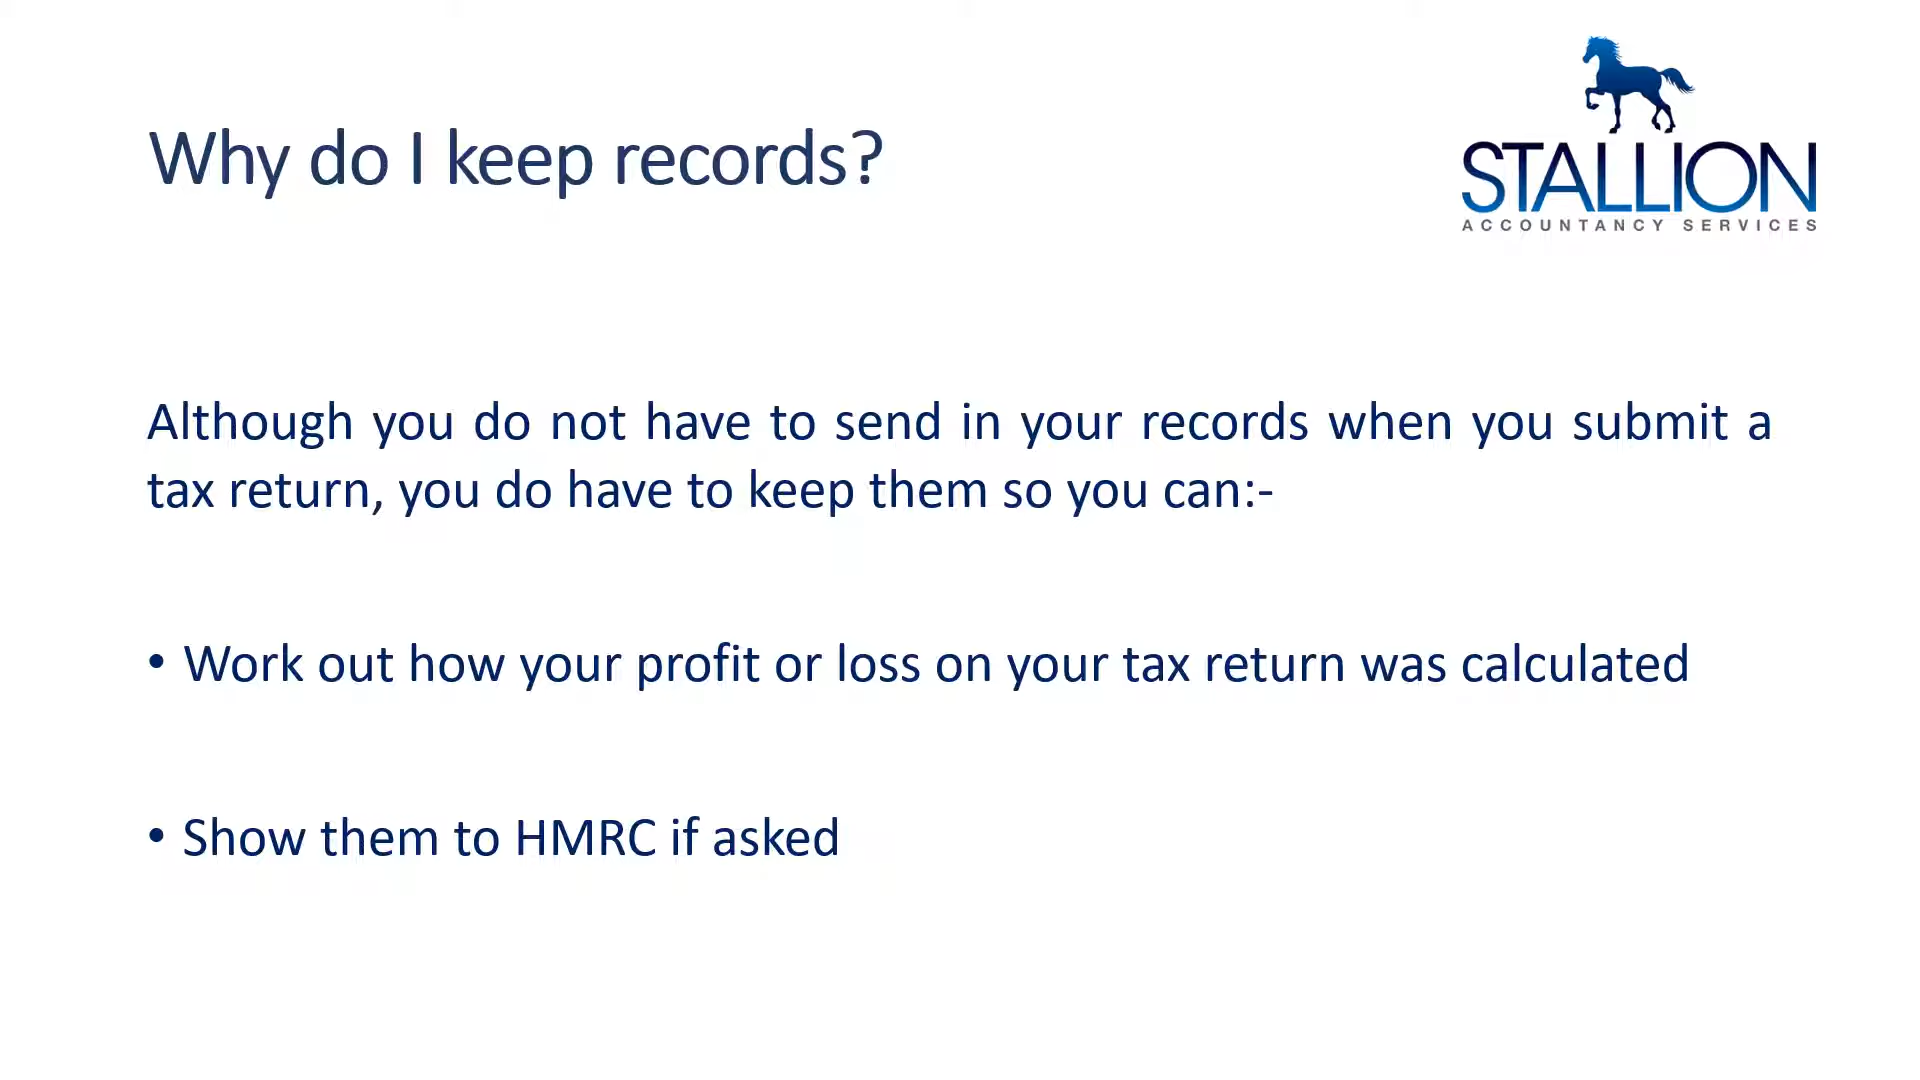 Why do I keep records?
STALLION
ACCOUNTANCY SERVICES
Although you do not have to send in your records when you submit a
tax return, you do have to keep them so you can:-
• Work out how your profit or loss on your tax return was calculated
• Show them to HMRC if asked